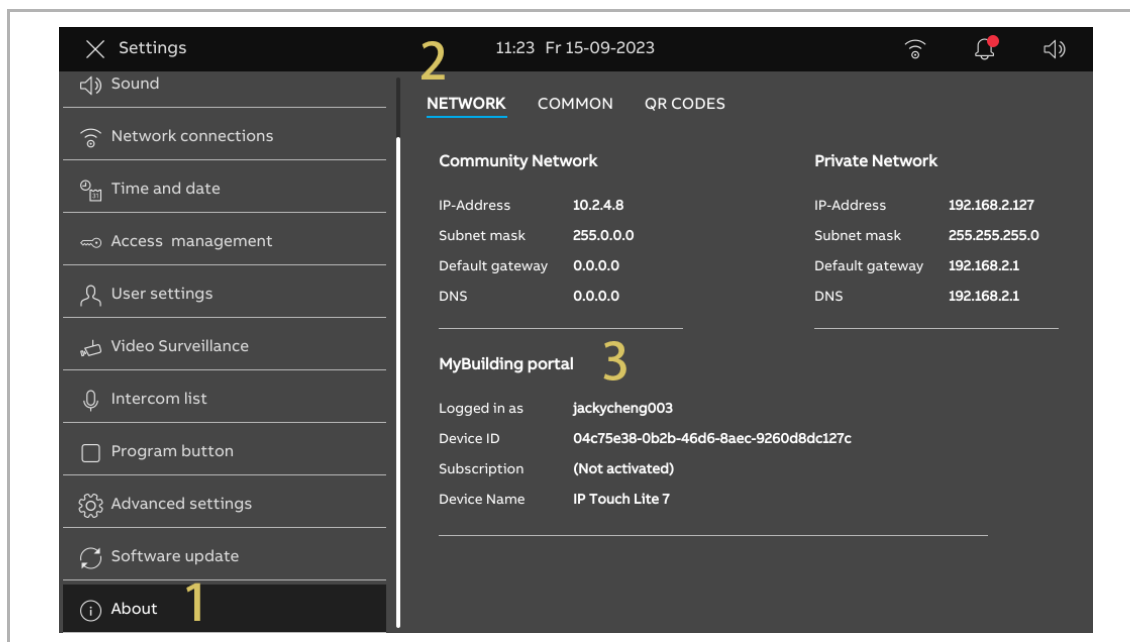 Settings
11:23 Fr 15-09-2023
2
Sound
Network connections
Time and date
Access management
User settings
Video Surveillance
Intercom list
Program button
Advanced settings
Software update
About
1
NETWORK COMMON QR CODES
Community Network
IP-Address 10.2.4.8
Subnet mask 255.0.0.0
Default gateway 0.0.0.0
DNS 0.0.0.0
Private Network
IP-Address 192.168.2.127
Subnet mask 255.255.255.0
Default gateway 192.168.2.1
DNS 192.168.2.1
MyBuilding portal
3
Logged in as jackycheng003
Device ID 04c75e38-0b2b-46d6-8aec-9260d8dc127c
Subscription (Not activated)
Device Name IP Touch Lite 7